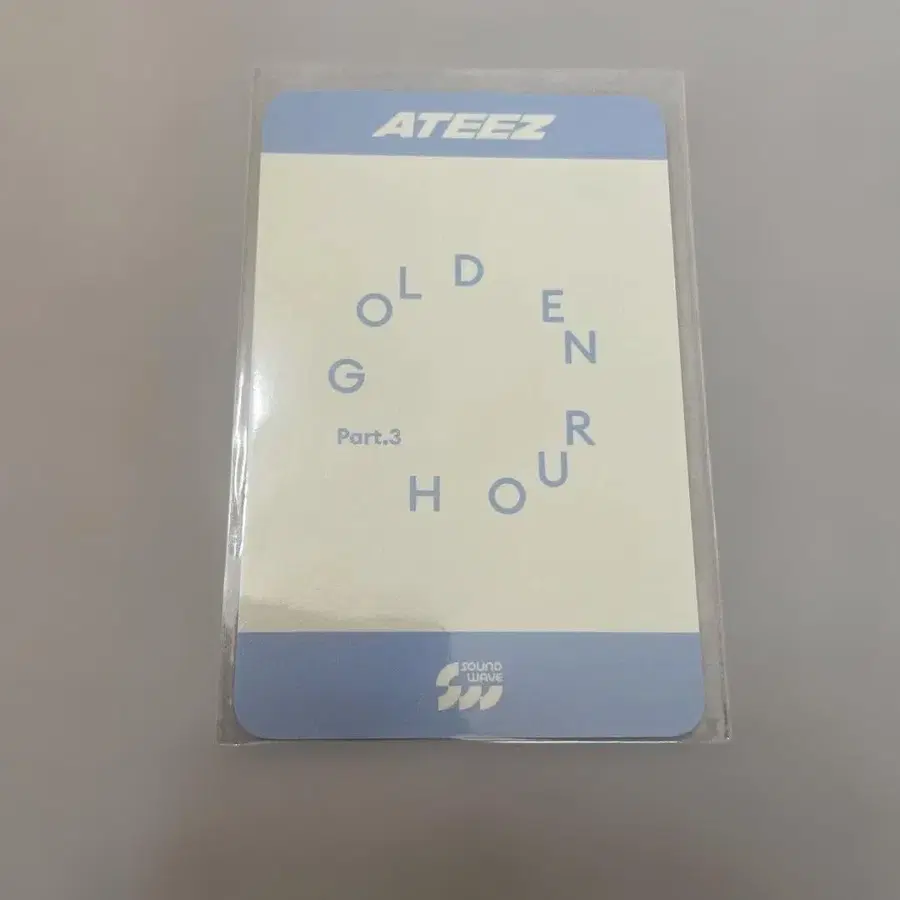 ATEEZ
GOLDEN
HOUR
Part.3
SOUND
WAVE